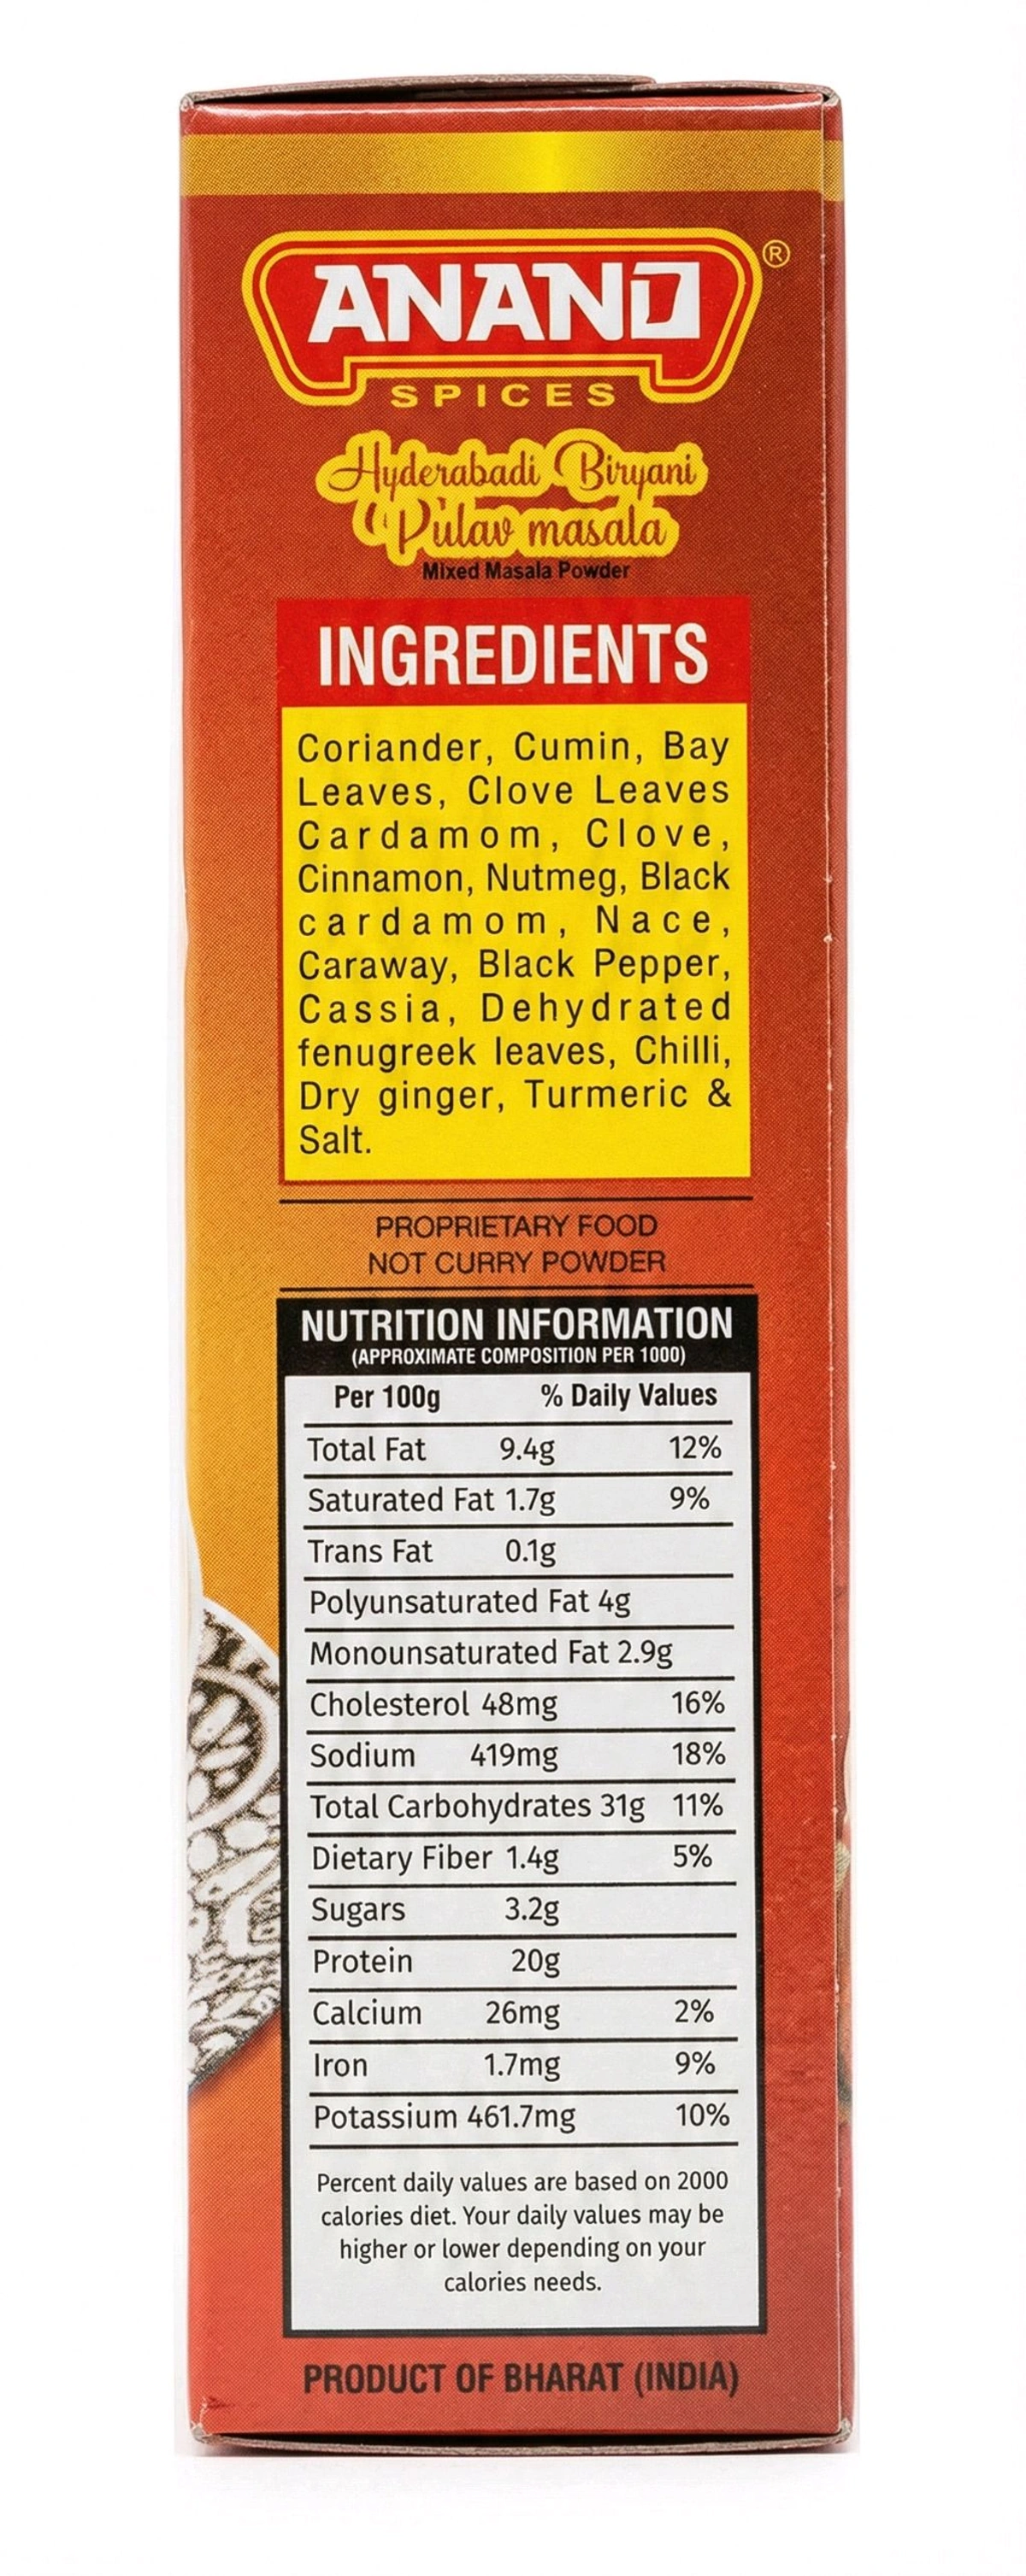 ANAND
®
SPICES
Hyderabadi Biryani
Pulav masala
Mixed Masala Powder
INGREDIENTS
Coriander, Cumin, Bay
Leaves, Clove Leaves
Cardamom, Clove,
Cinnamon, Nutmeg, Black
cardamom, Nace,
Caraway, Black Pepper,
Cassia, Dehydrated
fenugreek leaves, Chilli,
Dry ginger, Turmeric &
Salt.
PROPRIETARY FOOD
NOT CURRY POWDER
NUTRITION INFORMATION
(APPROXIMATE COMPOSITION PER 1000)
Per 100g % Daily Values
Total Fat 9.4g 12%
Saturated Fat 1.7g 9%
Trans Fat 0.1g
Polyunsaturated Fat 4g
Monounsaturated Fat 2.9g
Cholesterol 48mg 16%
Sodium 419mg 18%
Total Carbohydrates 31g 11%
Dietary Fiber 1.4g 5%
Sugars 3.2g
Protein 20g
Calcium 26mg 2%
Iron 1.7mg 9%
Potassium 461.7mg 10%
Percent daily values are based on 2000
calories diet. Your daily values may be
higher or lower depending on your
calories needs.
PRODUCT OF BHARAT (INDIA)